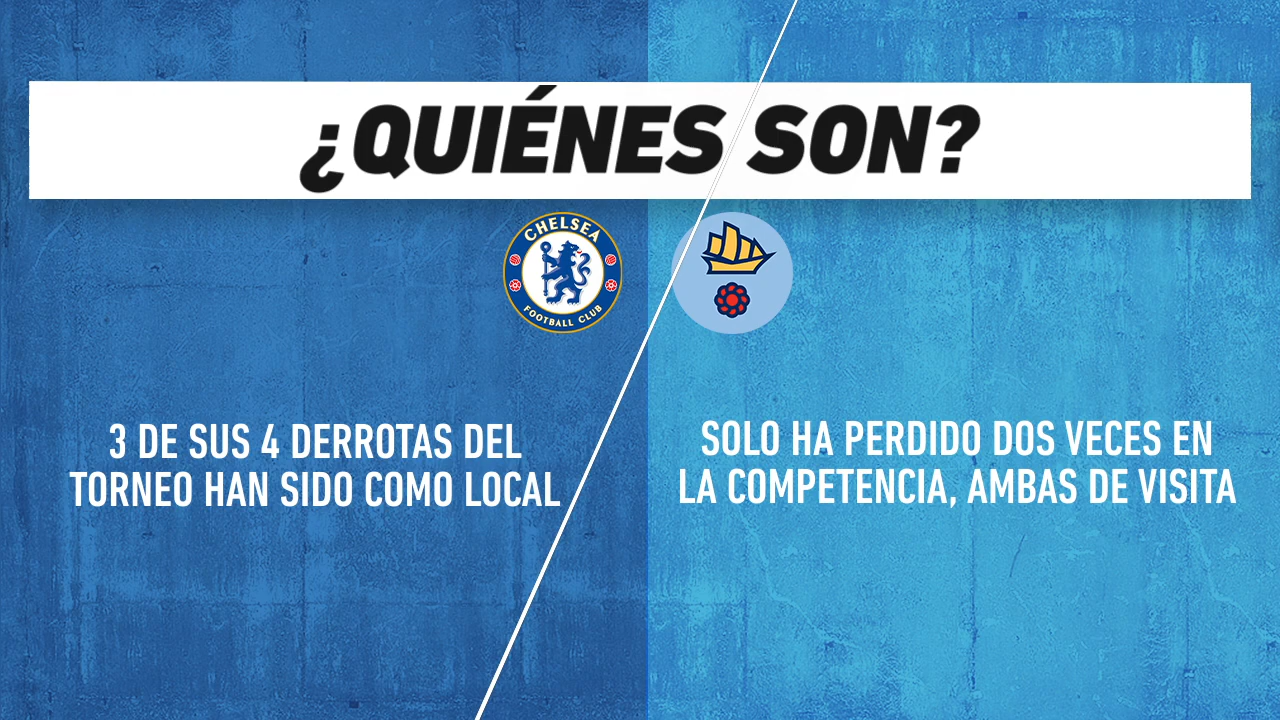 ¿QUIÉNES SON?
CHELSEA
FOOTBALL CLUB
3 DE SUS 4 DERROTAS DEL
TORNEO HAN SIDO COMO LOCAL
SOLO HA PERDIDO DOS VECES EN
LA COMPETENCIA, AMBAS DE VISITA